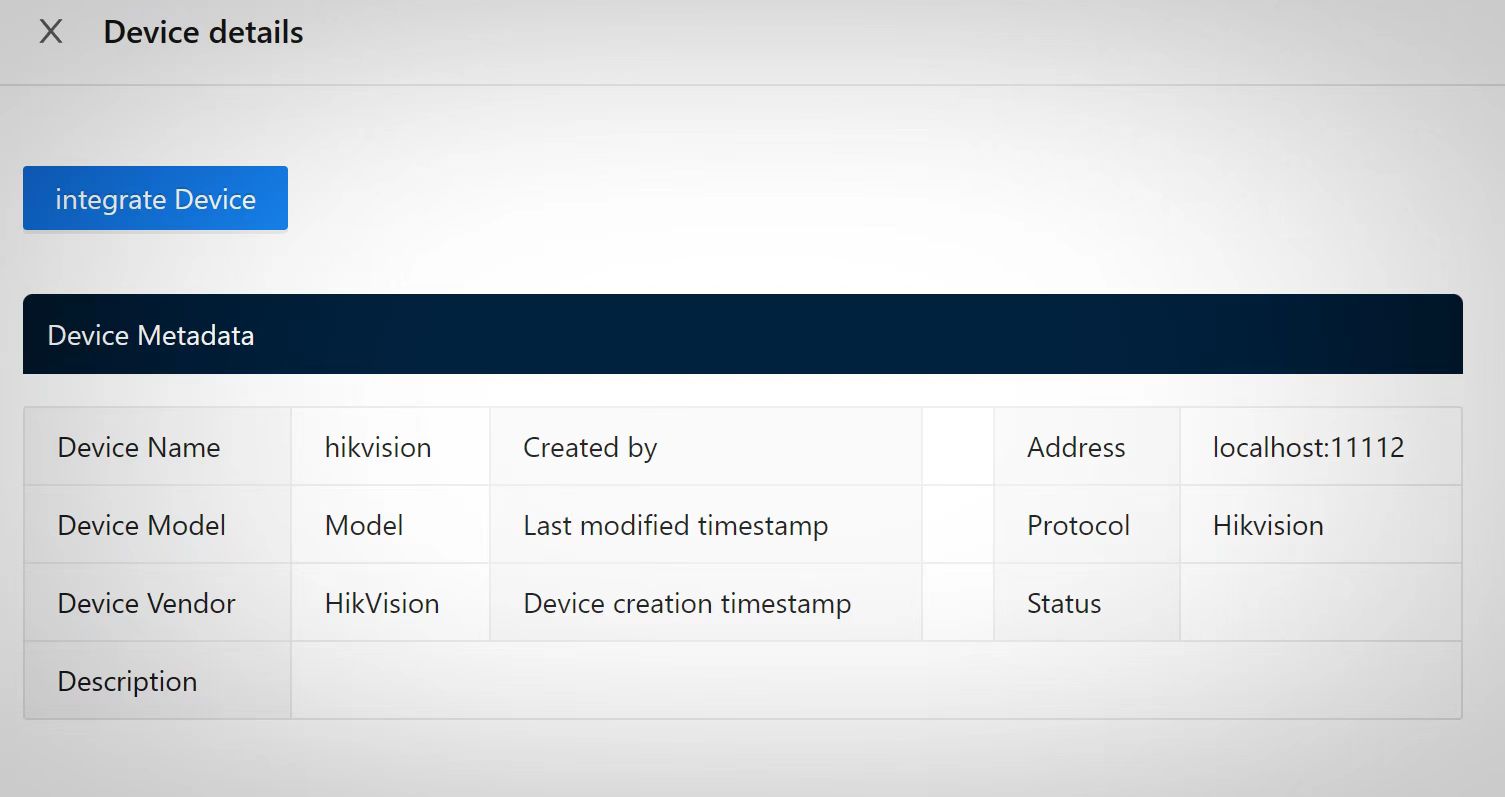 Device details
integrate Device
Device Metadata
Device Name hikvision Created by Address localhost:11112
Device Model Model Last modified timestamp Protocol Hikvision
Device Vendor HikVision Device creation timestamp Status
Description